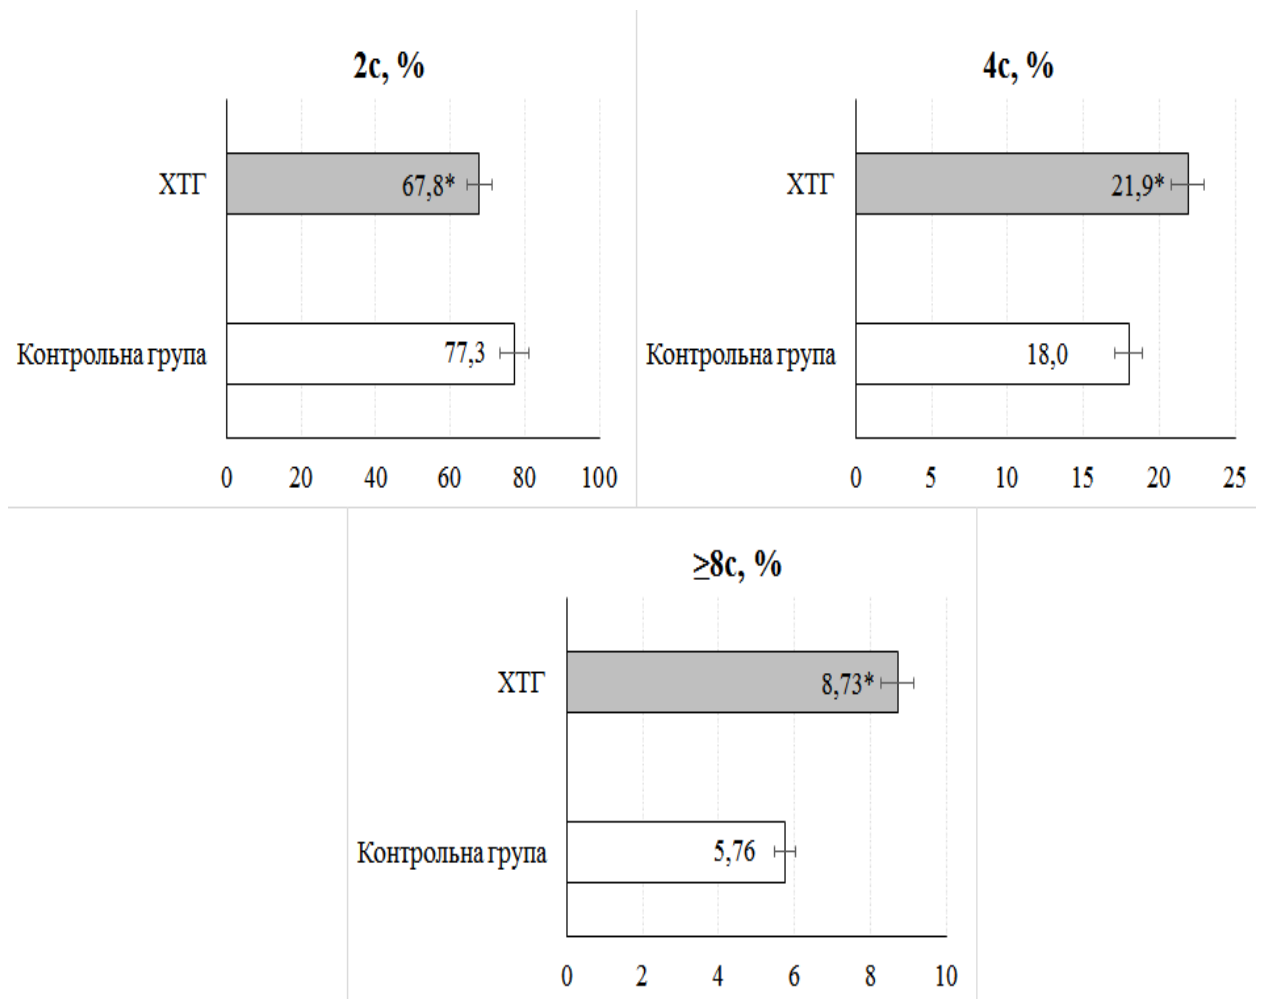 2c, %
ХТГ
67,8*
Контрольна група
77,3
0 20 40 60 80 100
4c, %
ХТГ
21,9*
Контрольна група
18,0
0 5 10 15 20 25
≥8c, %
ХТГ
8,73*
Контрольна група
5,76
0 2 4 6 8 10